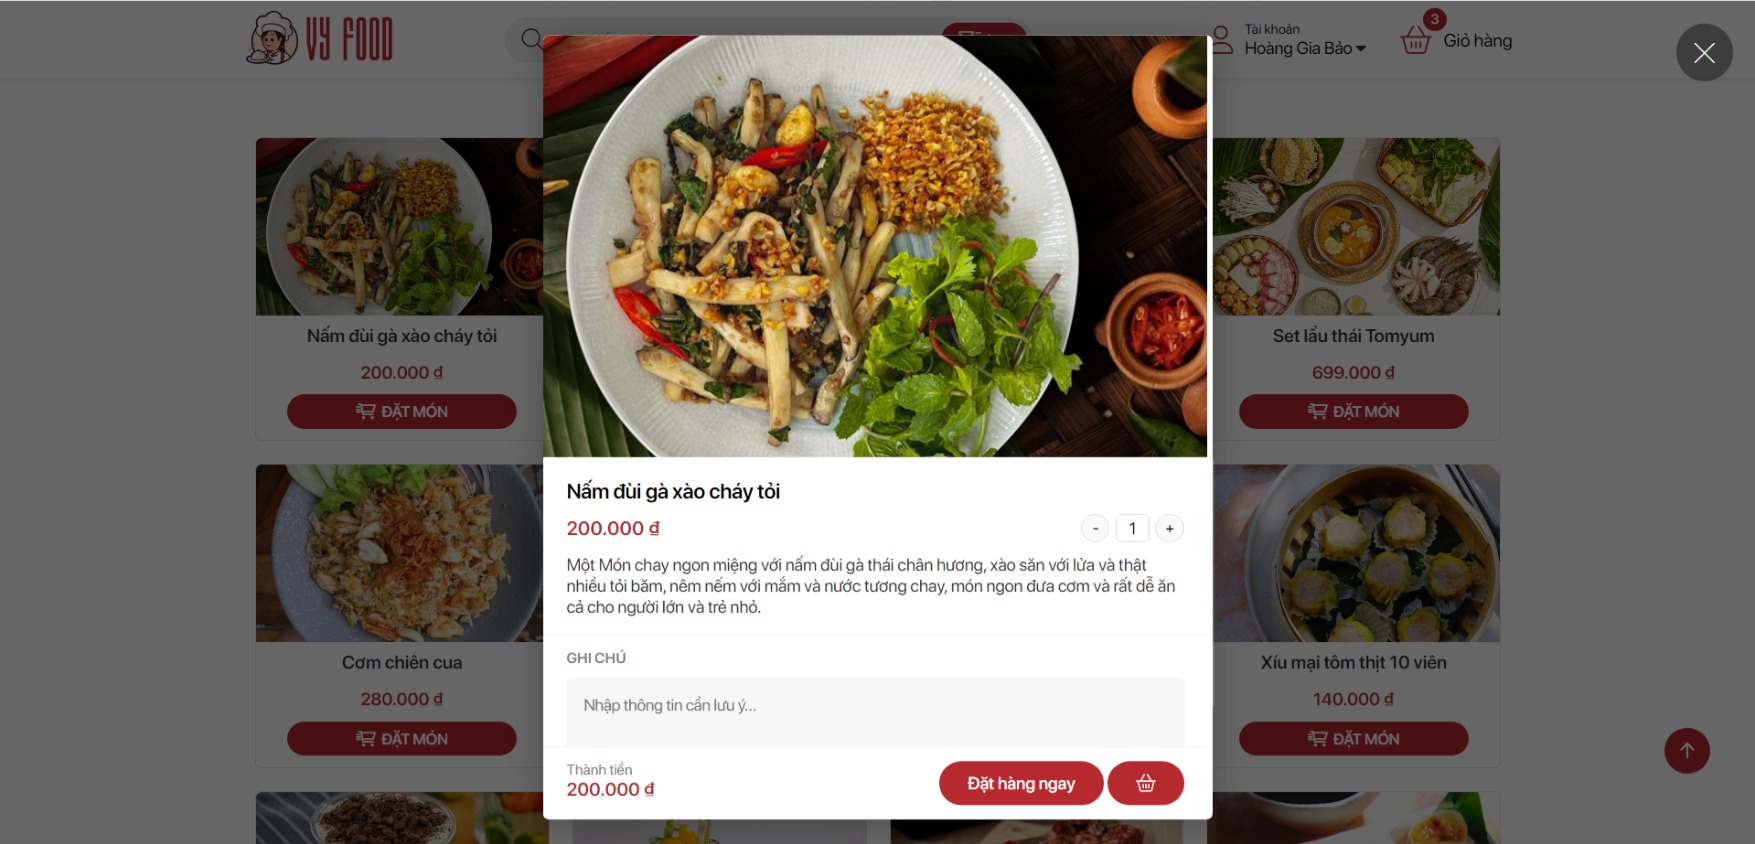 VY FOOD
Tài khoản
Hoàng Gia Bảo
3
Giỏ hàng
Nấm đùi gà xào cháy tỏi
200.000 ₫
ĐẶT MÓN
Set lẩu thái Tomyum
699.000 ₫
ĐẶT MÓN
Cơm chiên cua
280.000 ₫
ĐẶT MÓN
Xíu mại tôm thịt 10 viên
140.000 ₫
ĐẶT MÓN
Nấm đùi gà xào cháy tỏi
200.000 ₫
- 1 +
Một Món chay ngon miệng với nấm đùi gà thái chân hương, xào săn với lửa và thật
nhiều tỏi băm, nêm nếm với mắm và nước tương chay, món ngon đưa cơm và rất dễ ăn
cả cho người lớn và trẻ nhỏ.
GHI CHÚ
Nhập thông tin cần lưu ý...
Thành tiền
200.000 ₫
Đặt hàng ngay